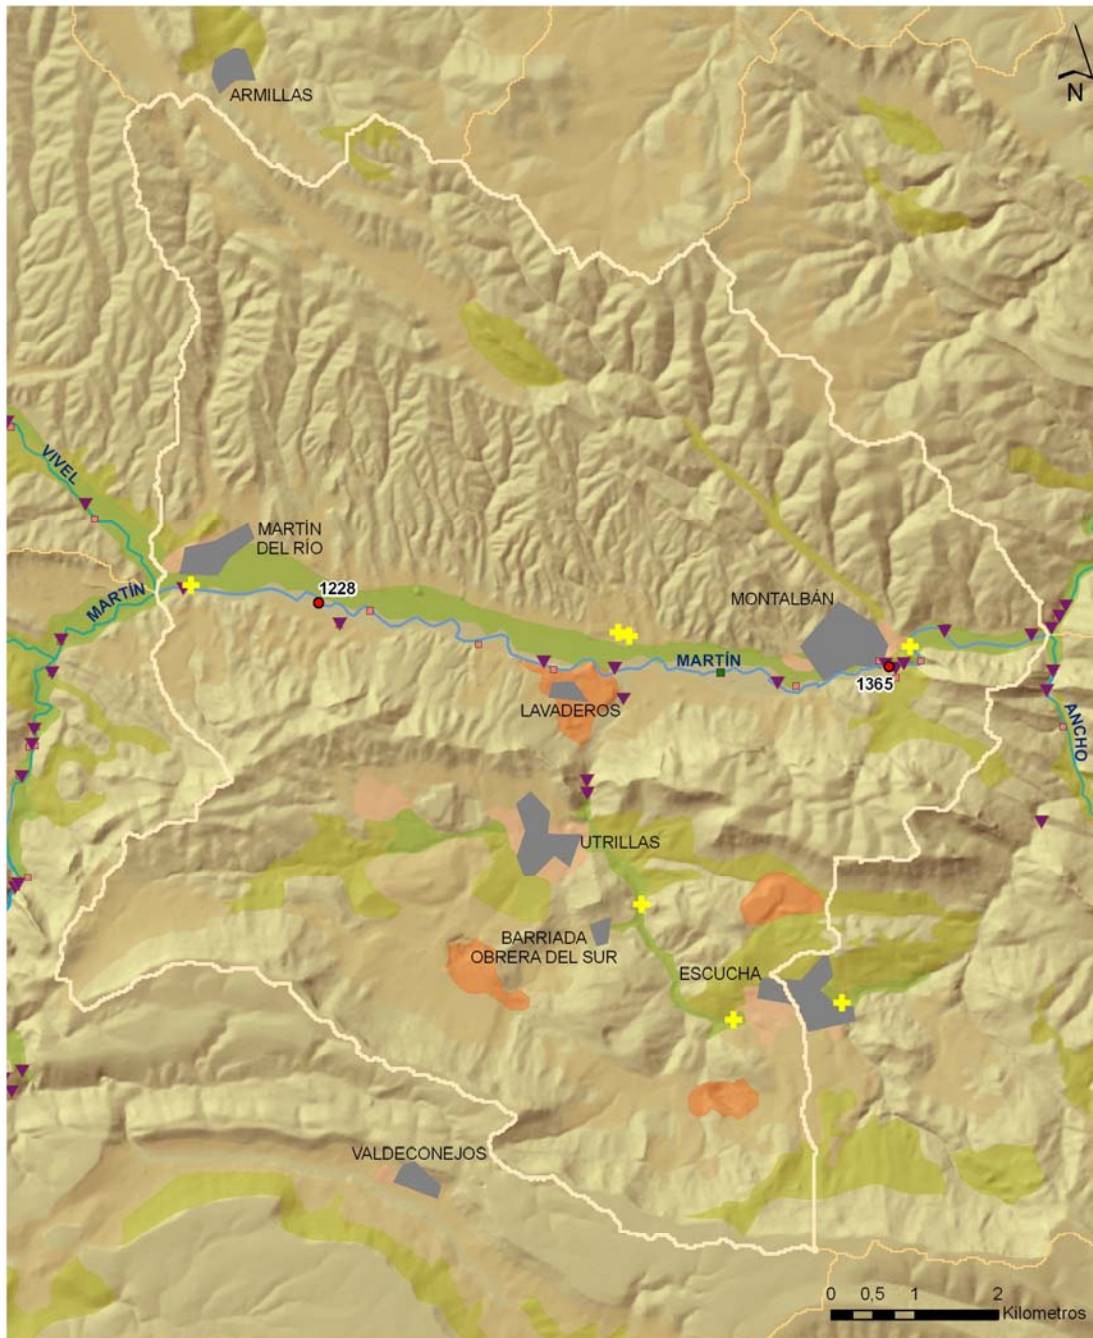 N
ARMILLAS
VIVEL
MARTÍN
DEL RÍO
MARTÍN
1228
MONTALBÁN
MARTÍN
1365
LAVADEROS
ANCHO
UTRILLAS
BARRIADA
OBRERA DEL SUR
ESCUCHA
VALDECONEJOS
0 0,5 1 2
Kilometros